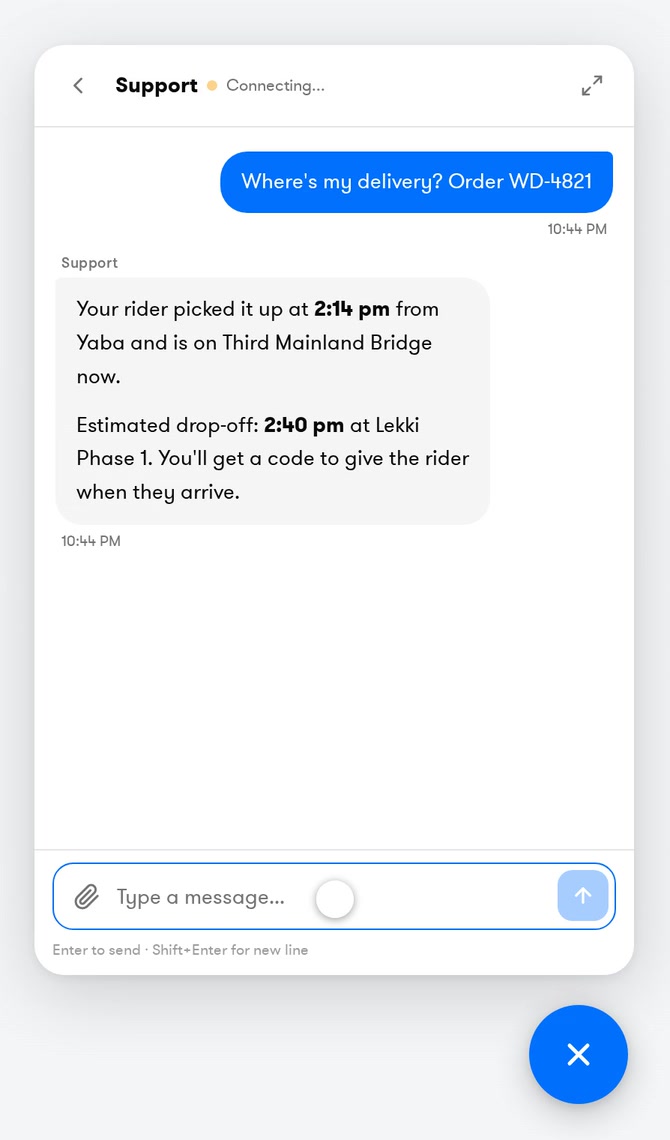 Support Connecting...
Where's my delivery? Order WD-4821
10:44 PM
Support
Your rider picked it up at 2:14 pm from
Yaba and is on Third Mainland Bridge
now.
Estimated drop-off: 2:40 pm at Lekki
Phase 1. You'll get a code to give the rider
when they arrive.
10:44 PM
Type a message...
Enter to send · Shift+Enter for new line